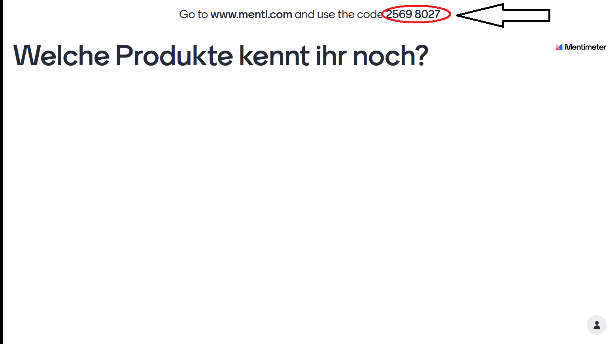 Go to www.menti.com and use the code 2569 8027
Welche Produkte kennt ihr noch?
Mentimeter